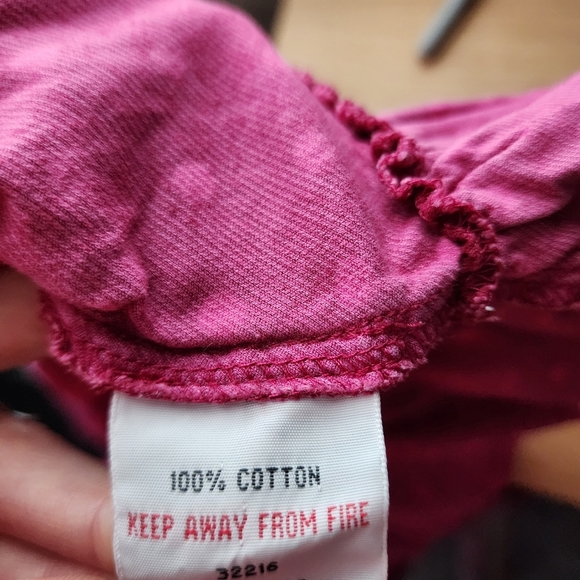 100% COTTON
KEEP AWAY FROM FIRE
32216